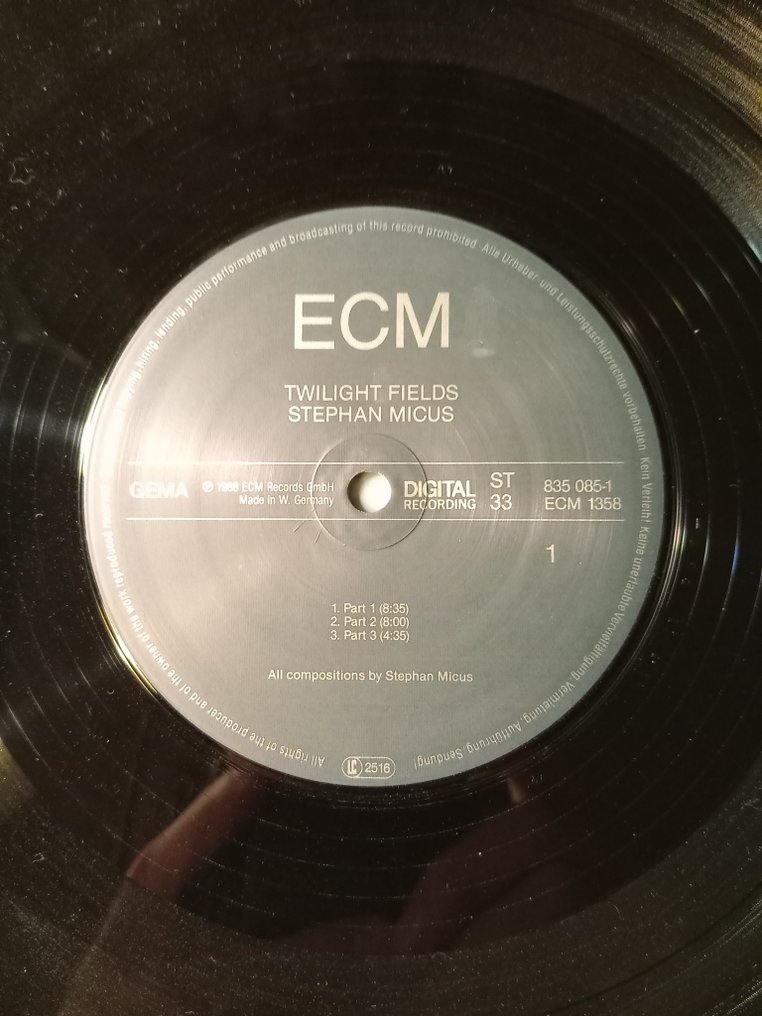 ECM
TWILIGHT FIELDS
STEPHAN MICUS
GEMA
℗ 1988 ECM Records GmbH
Made in W. Germany
DIGITAL
RECORDING
ST
33
835 085-1
ECM 1358
1
1. Part 1 (8:35)
2. Part 2 (8:00)
3. Part 3 (4:35)
All compositions by Stephan Micus
LC 2516
All rights of the producer and of the owner of the work reproduced hiring, lending, public performance and broadcasting of this record prohibited Alle Urheber- und Leistungsschutzrechte vorbehalten. Kein Verleih! Keine unerlaubte Vervielfältigung, Vermietung, Aufführung, Sendung!